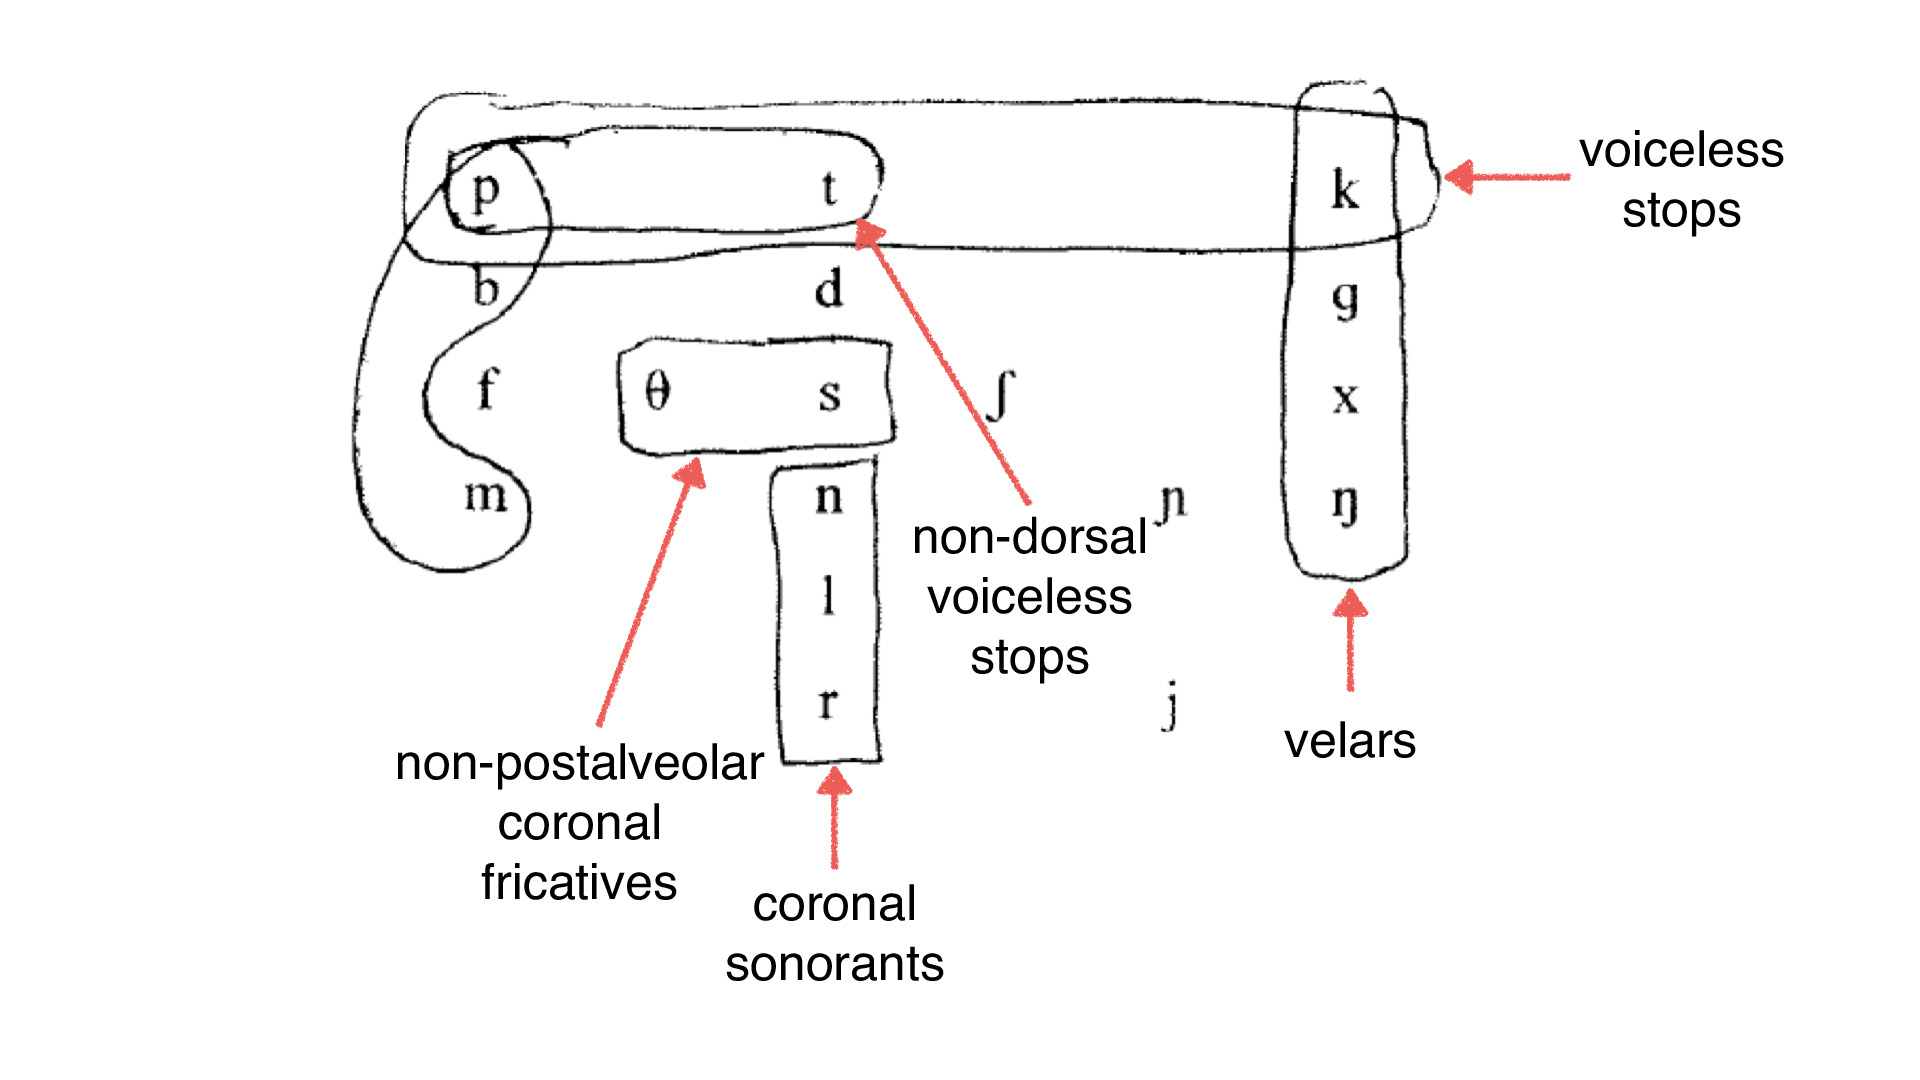 p t k
voiceless
stops
b d g
f θ s ʃ x
m n ɲ ŋ
non-dorsal
voiceless
stops
l
r j
velars
non-postalveolar
coronal
fricatives
coronal
sonorants